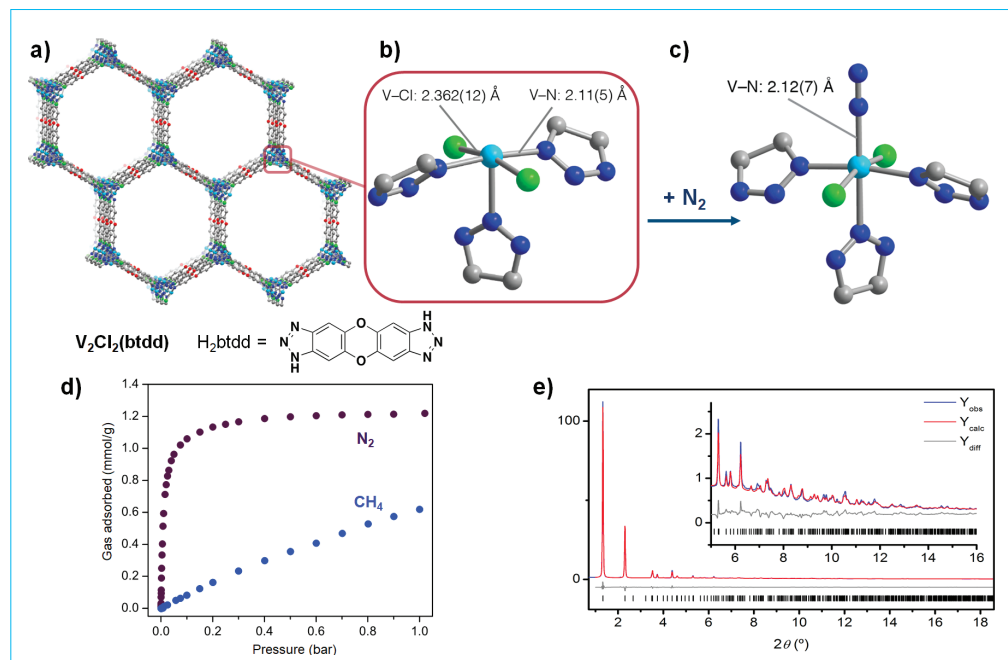 a)
b)
c)
V–Cl: 2.362(12) Å
V–N: 2.11(5) Å
V–N: 2.12(7) Å
+ N₂
V₂Cl₂(btdd)
H₂btdd =
H
N
N
N
N
H
O
O
N
N
N
d)
Gas adsorbed (mmol/g)
1.4
1.2
1.0
0.8
0.6
0.4
0.2
0.0
N₂
CH₄
0.0 0.2 0.4 0.6 0.8 1.0
Pressure (bar)
e)
100
0
Y obs
Y calc
Y diff
2
1
0
6 8 10 12 14 16
2 4 6 8 10 12 14 16 18
2θ (º)